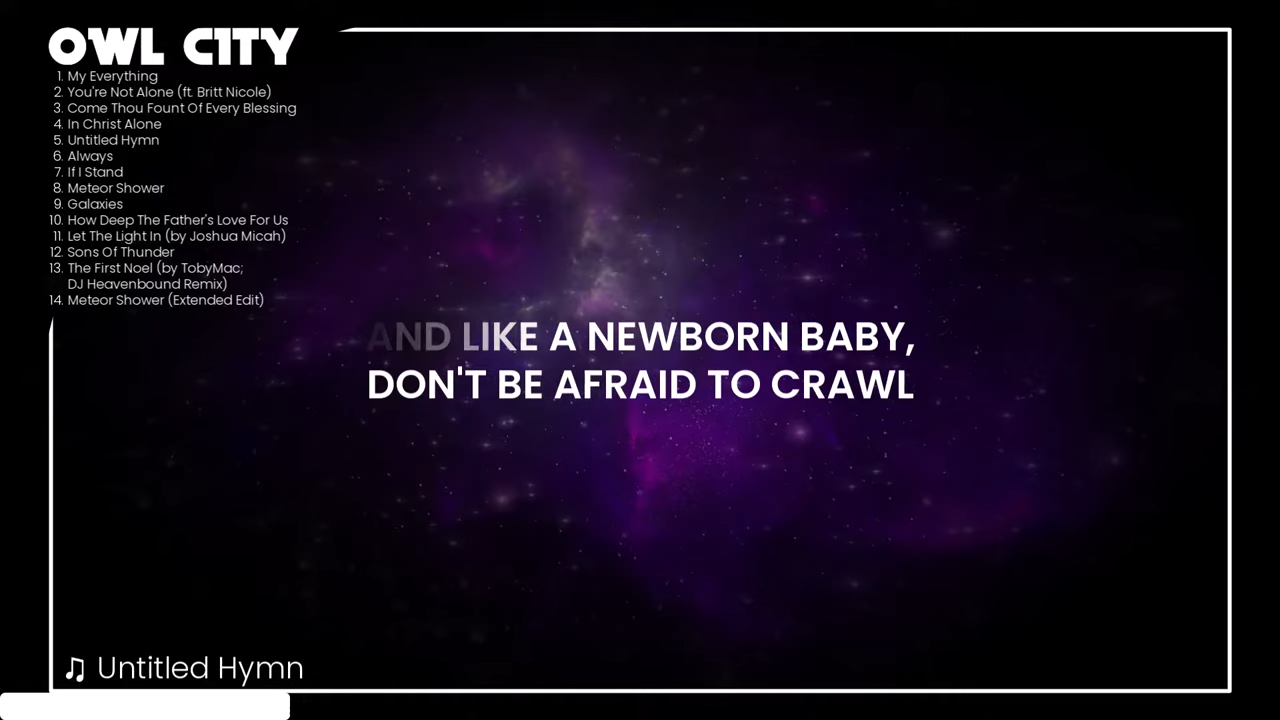 OWL CITY
1. My Everything
2. You're Not Alone (ft. Britt Nicole)
3. Come Thou Fount Of Every Blessing
4. In Christ Alone
5. Untitled Hymn
6. Always
7. If I Stand
8. Meteor Shower
9. Galaxies
10. How Deep The Father's Love For Us
11. Let The Light In (by Joshua Micah)
12. Sons Of Thunder
13. The First Noel (by TobyMac;
DJ Heavenbound Remix)
14. Meteor Shower (Extended Edit)
AND LIKE A NEWBORN BABY,
DON'T BE AFRAID TO CRAWL
♫ Untitled Hymn